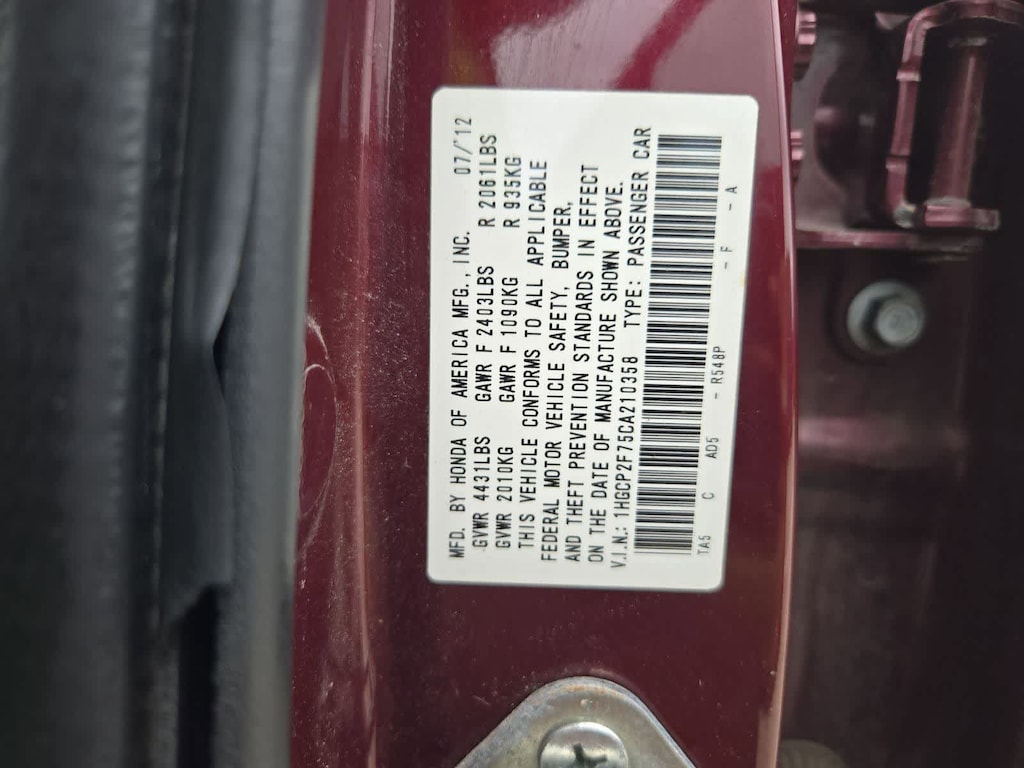 MFD. BY HONDA OF AMERICA MFG., INC. 07/'12
GVWR 4431LBS GAWR F 2403LBS R 2061LBS
GVWR 2010KG GAWR F 1090KG R 935KG
THIS VEHICLE CONFORMS TO ALL APPLICABLE
FEDERAL MOTOR VEHICLE SAFETY, BUMPER,
AND THEFT PREVENTION STANDARDS IN EFFECT
ON THE DATE OF MANUFACTURE SHOWN ABOVE.
V.I.N.: 1HGCP2F75CA210358 TYPE: PASSENGER CAR
TA5 C AD5 - R548P - F - A